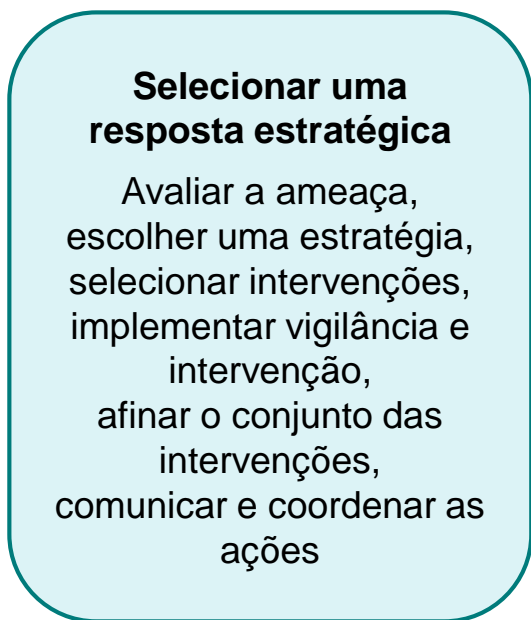 Selecionar uma
resposta estratégica
Avaliar a ameaça,
escolher uma estratégia,
selecionar intervenções,
implementar vigilância e
intervenção,
afinar o conjunto das
intervenções,
comunicar e coordenar as
ações